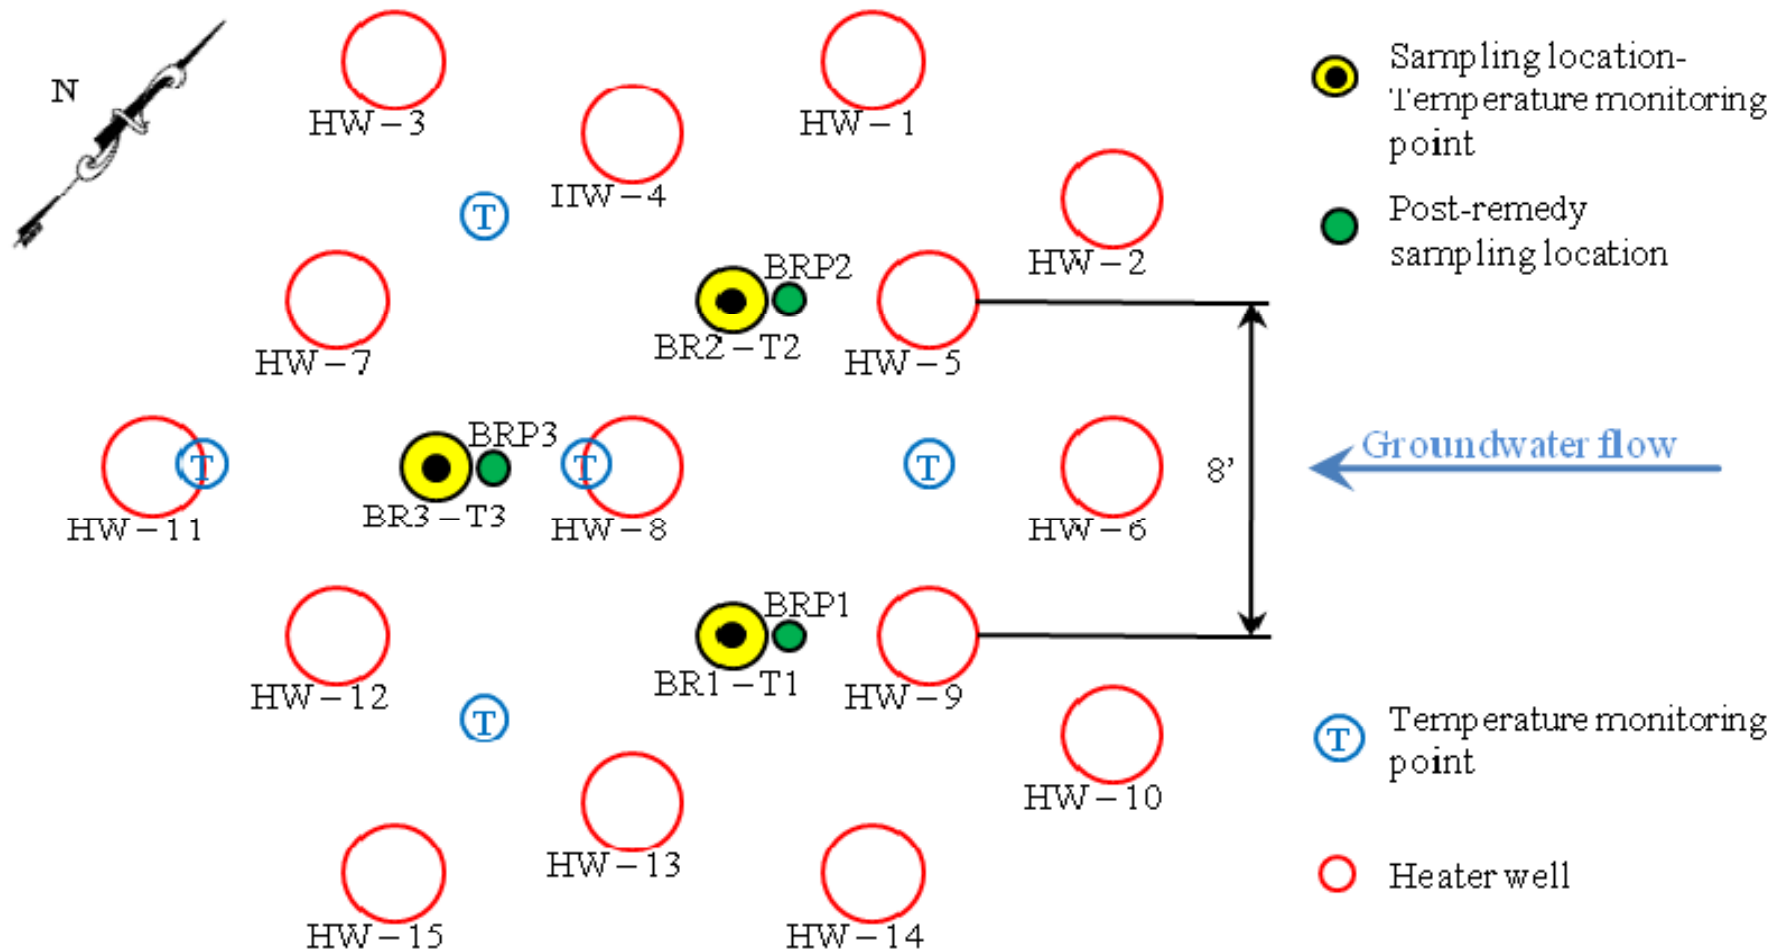 N
HW-3
HW-1
Sampling location-
Temperature monitoring
point
HW-4
T
HW-2
Post-remedy
sampling location
BRP2
HW-7
BR2-T2
HW-5
BRP3
T
T
T
HW-11
BR3-T3
HW-8
HW-6
8'
Groundwater flow
BRP1
HW-12
BR1-T1
HW-9
T
HW-10
T
Temperature monitoring
point
HW-13
Heater well
HW-15
HW-14